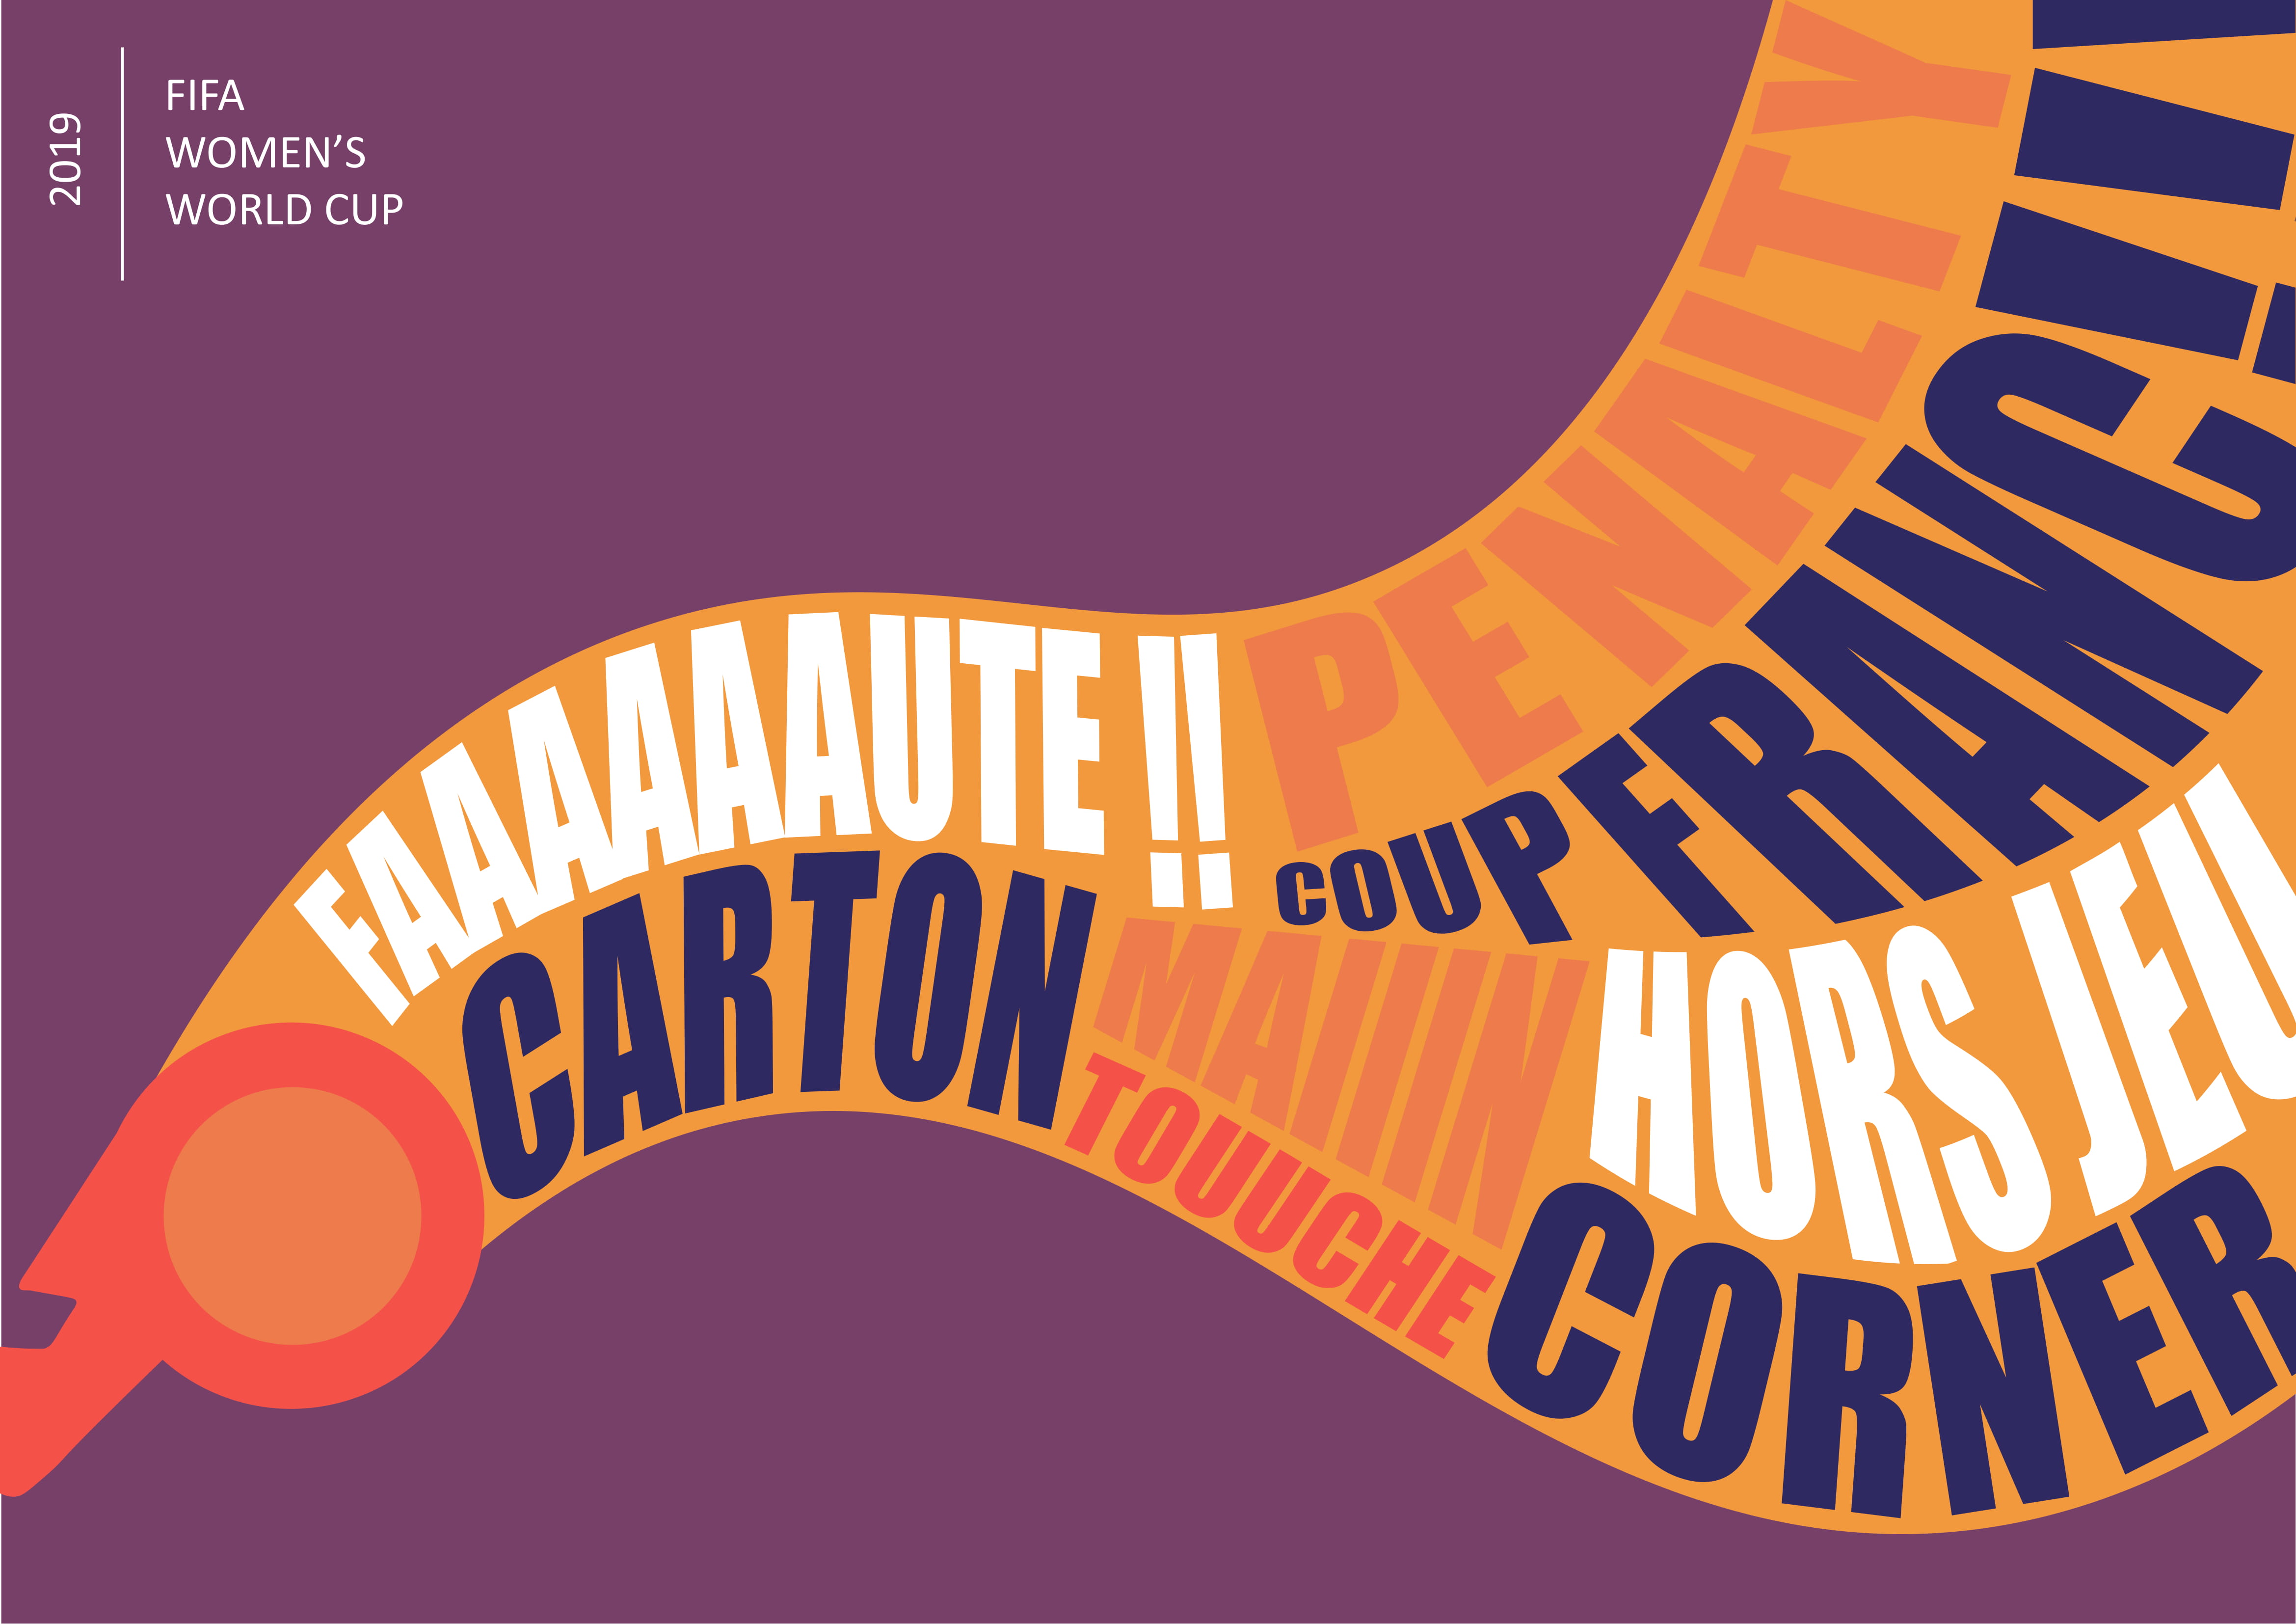 2019
FIFA
WOMEN'S
WORLD CUP
FAAAAAAUTE !!
PENALTY
CARTON
COUP FRANC !!!
MAIIIN
HORS JEU
TOUUCHE
CORNER